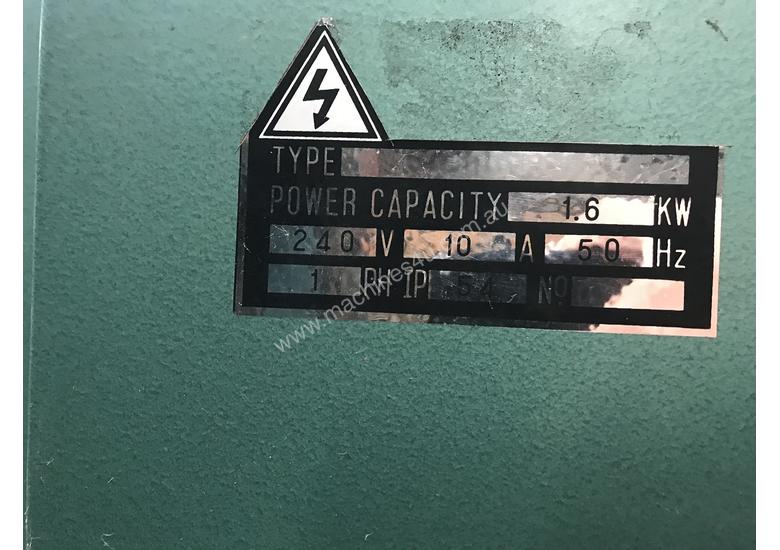 TYPE
POWER CAPACITY 1.6 KW
240 V 10 A 50 Hz
1 PH IP 54 NO
www.machines4u.com.au